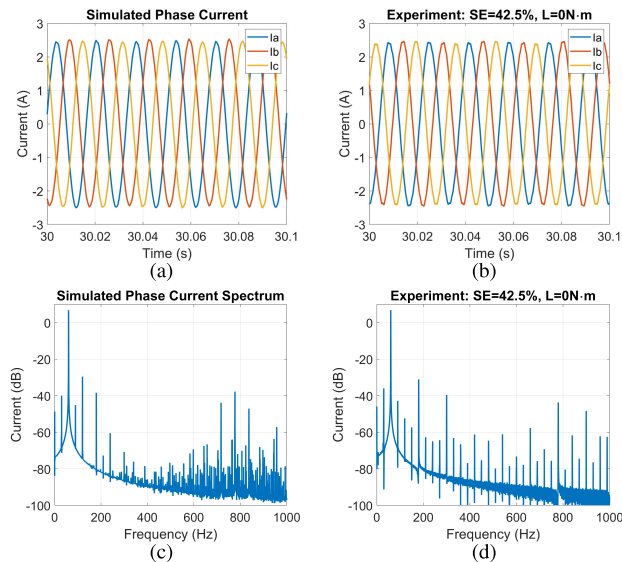 Simulated Phase Current
Experiment: SE=42.5%, L=0N·m
3
2
1
0
-1
-2
-3
Current (A)
Ia
Ib
Ic
30 30.02 30.04 30.06 30.08 30.1
Time (s)
(a)
3
2
1
0
-1
-2
-3
Current (A)
Ia
Ib
Ic
30 30.02 30.04 30.06 30.08 30.1
Time (s)
(b)
Simulated Phase Current Spectrum
Experiment: SE=42.5%, L=0N·m
0
-20
-40
-60
-80
-100
Current (dB)
0 200 400 600 800 1000
Frequency (Hz)
(c)
0
-20
-40
-60
-80
-100
Current (dB)
0 200 400 600 800 1000
Frequency (Hz)
(d)